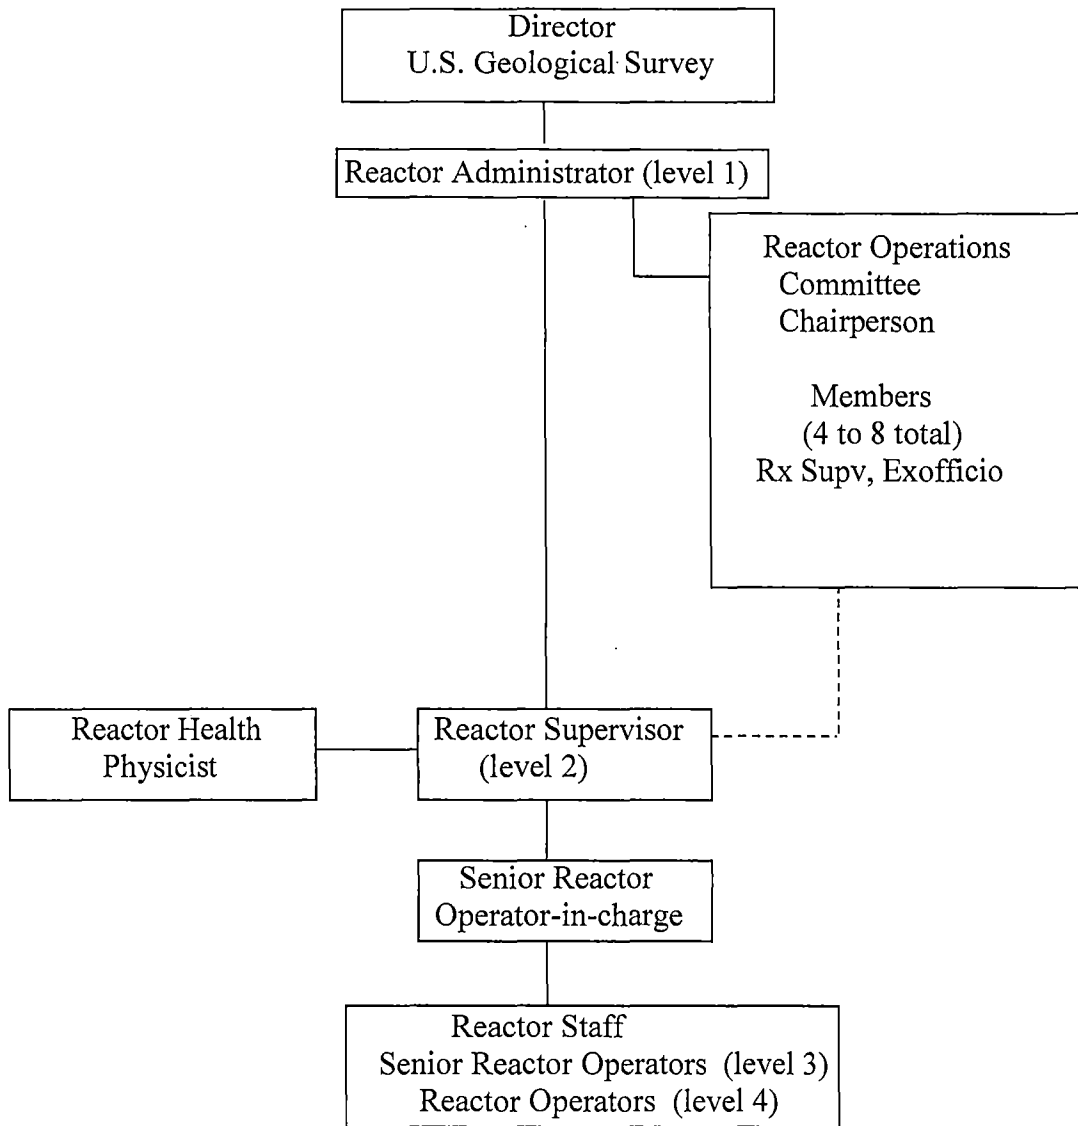 Director
U.S. Geological Survey
Reactor Administrator (level 1)
Reactor Operations
Committee
Chairperson
Members
(4 to 8 total)
Rx Supv, Exofficio
Reactor Health
Physicist
Reactor Supervisor
(level 2)
Senior Reactor
Operator-in-charge
Reactor Staff
Senior Reactor Operators (level 3)
Reactor Operators (level 4)